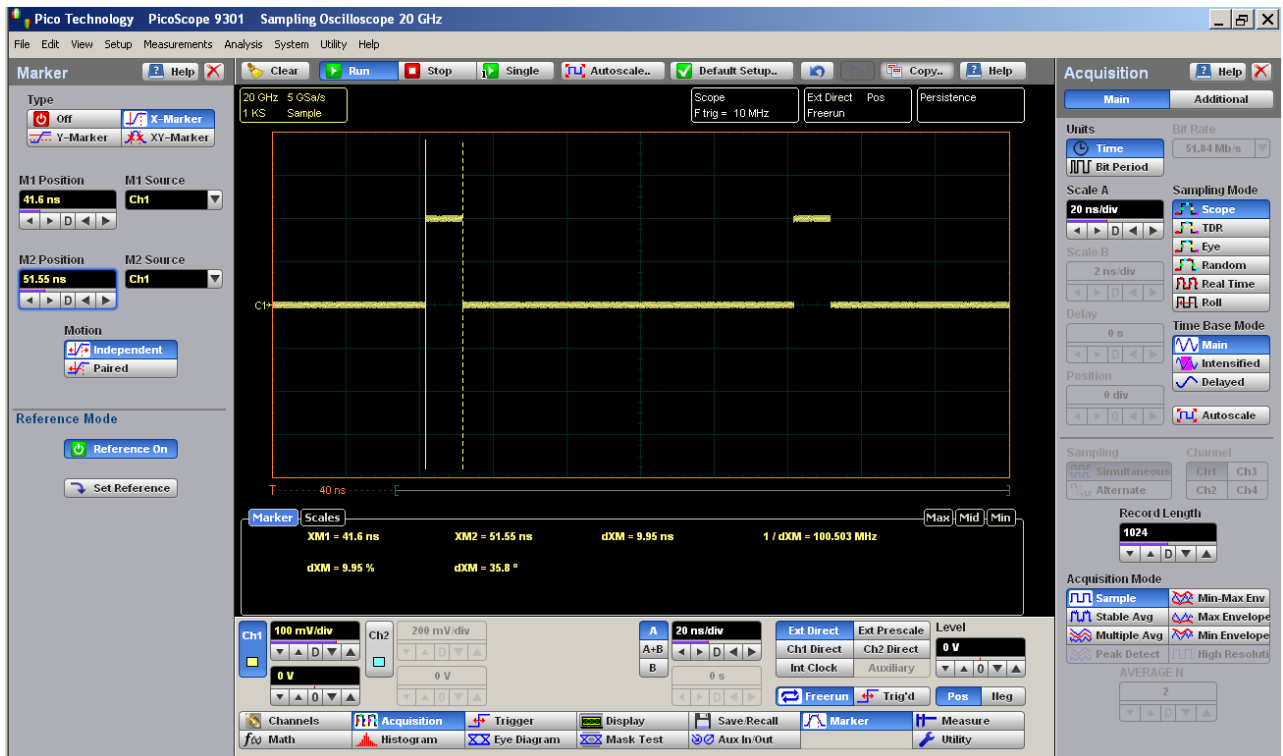 Pico Technology PicoScope 9301 Sampling Oscilloscope 20 GHz
File Edit View Setup Measurements Analysis System Utility Help
Marker Help
Type
Off X-Marker
Y-Marker XY-Marker
M1 Position M1 Source
41.6 ns Ch1
D
M2 Position M2 Source
51.55 ns Ch1
D
Motion
Independent
Paired
Reference Mode
Reference On
Set Reference
Clear Run Stop Single Autoscale.. Default Setup.. Copy.. Help
20 GHz 5 GSa/s
1 KS Sample
Scope
F trig = 10 MHz
Ext Direct Pos
Freerun
Persistence
C1
T 40 ns
Marker Scales Max Mid Min
XM1 = 41.6 ns XM2 = 51.55 ns dXM = 9.95 ns 1 / dXM = 100.503 MHz
dXM = 9.95 % dXM = 35.8 °
Ch1 100 mV/div Ch2 200 mV/div
D D
0 V 0 V
0 0
A 20 ns/div
A+B D
B 0 s
D
Ext Direct Ext Prescale Level
Ch1 Direct Ch2 Direct 0 V
Int Clock Auxiliary 0
Freerun Trig'd Pos Neg
Channels Acquisition Trigger Display Save/Recall Marker Measure
f(x) Math Histogram Eye Diagram Mask Test Aux In/Out Utility
Acquisition Help
Main Additional
Units Bit Rate
Time 51.84 Mb/s
Bit Period
Scale A Sampling Mode
20 ns/div Scope
D TDR
Scale B Eye
2 ns/div Random
D Real Time
Delay Roll
0 s Time Base Mode
D Main
Position Intensified
0 div Delayed
0 Autoscale
Sampling Channel
Simultaneous Ch1 Ch3
Alternate Ch2 Ch4
Record Length
1024
D
Acquisition Mode
Sample Min-Max Env
Stable Avg Max Envelope
Multiple Avg Min Envelope
Peak Detect High Resoluti
AVERAGE N
2
D